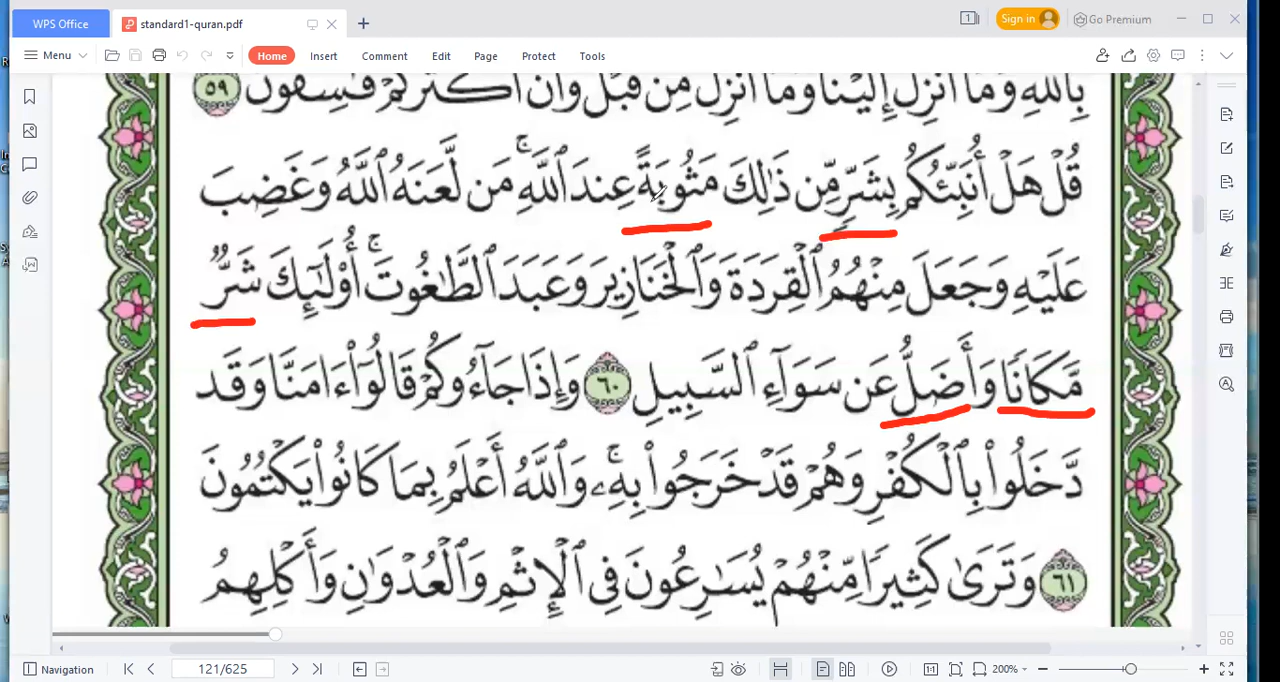 WPS Office
standard1-quran.pdf
Sign in
Go Premium
Menu
Home
Insert
Comment
Edit
Page
Protect
Tools
بِٱللَّهِ وَمَآ أُنزِلَ إِلَيْنَا وَمَآ أُنزِلَ مِن قَبْلُ وَأَنَّ أَكْثَرَكُمْ فَٰسِقُونَ ٥٩
قُلْ هَلْ أُنَبِّئُكُم بِشَرٍّ مِّن ذَٰلِكَ مَثُوبَةً عِندَ ٱللَّهِ ۚ مَن لَّعَنَهُ ٱللَّهُ وَغَضِبَ
عَلَيْهِ وَجَعَلَ مِنْهُمُ ٱلْقِرَدَةَ وَٱلْخَنَازِيرَ وَعَبَدَ ٱلطَّٰغُوتَ ۚ أُو۟لَٰٓئِكَ شَرٌّ
مَّكَانًا وَأَضَلُّ عَن سَوَآءِ ٱلسَّبِيلِ ٦٠ وَإِذَا جَآءُوكُمْ قَالُوٓا۟ ءَامَنَّا وَقَد
دَّخَلُوا۟ بِٱلْكُفْرِ وَهُمْ قَدْ خَرَجُوا۟ بِهِۦ ۚ وَٱللَّهُ أَعْلَمُ بِمَا كَانُوا۟ يَكْتُمُونَ
٦١ وَتَرَىٰ كَثِيرًا مِّنْهُمْ يُسَٰرِعُونَ فِى ٱلْإِثْمِ وَٱلْعُدْوَٰنِ وَأَكْلِهِمُ
Navigation
121/625
200%